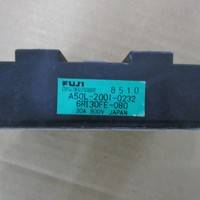 FUJI 8510
A50L-2001-0232
6RI30FE-080
30A 800V JAPAN